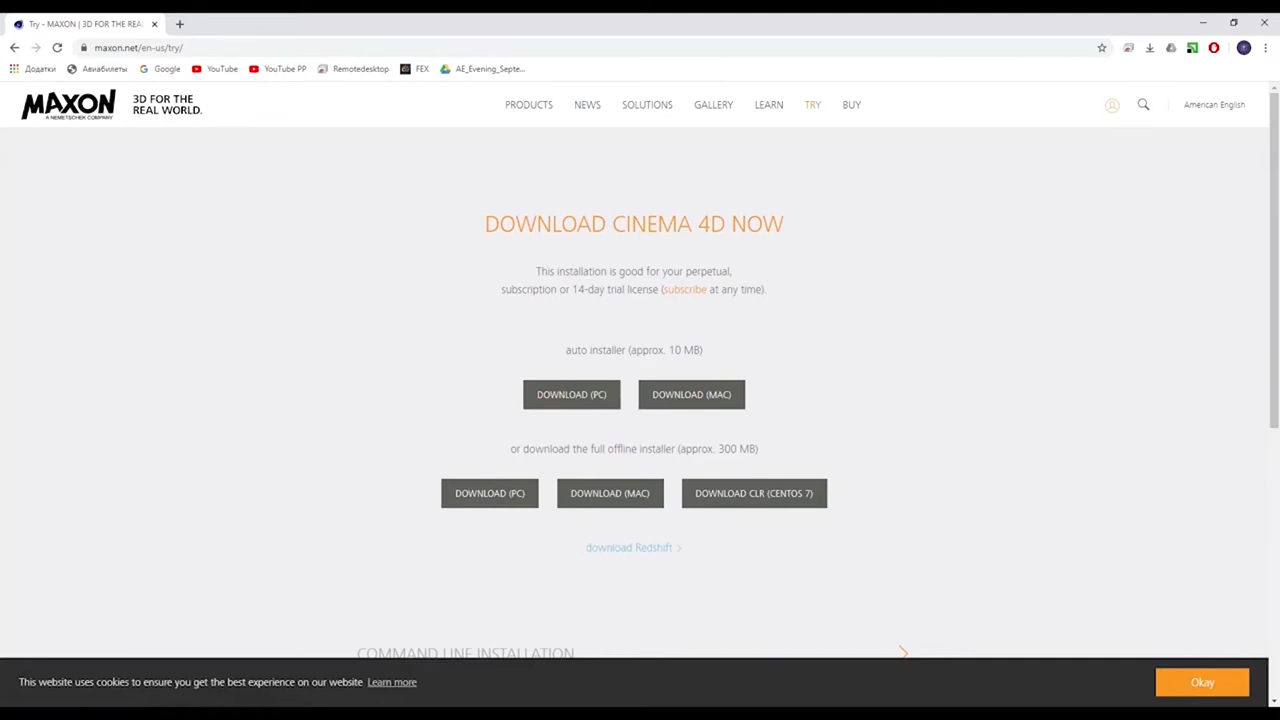 Try - MAXON | 3D FOR THE REAL
maxon.net/en-us/try/
Додатки
Авиабилеты
Google
YouTube
YouTube PP
Remotedesktop
FEX
AE_Evening_Septe...
MAXON
A NEMETSCHEK COMPANY
3D FOR THE
REAL WORLD.
PRODUCTS
NEWS
SOLUTIONS
GALLERY
LEARN
TRY
BUY
American English
DOWNLOAD CINEMA 4D NOW
This installation is good for your perpetual,
subscription or 14-day trial license (subscribe at any time).
auto installer (approx. 10 MB)
DOWNLOAD (PC)
DOWNLOAD (MAC)
or download the full offline installer (approx. 300 MB)
DOWNLOAD (PC)
DOWNLOAD (MAC)
DOWNLOAD CLR (CENTOS 7)
download Redshift >
COMMAND LINE INSTALLATION
This website uses cookies to ensure you get the best experience on our website Learn more
Okay